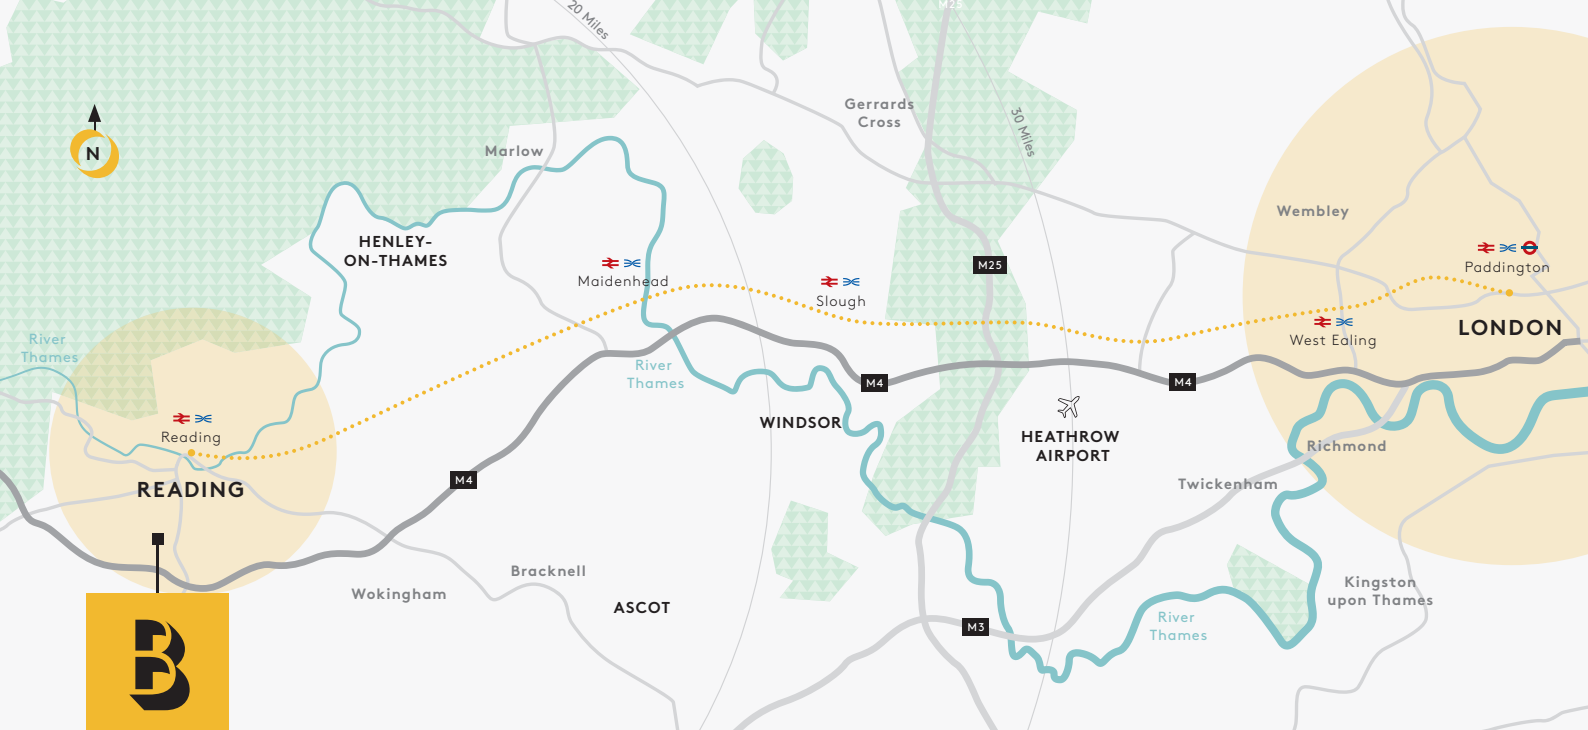 M25
20 Miles
Gerrards
Cross
30 Miles
N
Marlow
Wembley
HENLEY-
ON-THAMES
Paddington
M25
Maidenhead
Slough
LONDON
West Ealing
River
Thames
River
Thames
M4
M4
WINDSOR
Reading
HEATHROW
AIRPORT
Richmond
M4
Twickenham
READING
Bracknell
Wokingham
Kingston
upon Thames
ASCOT
M3
River
Thames
B